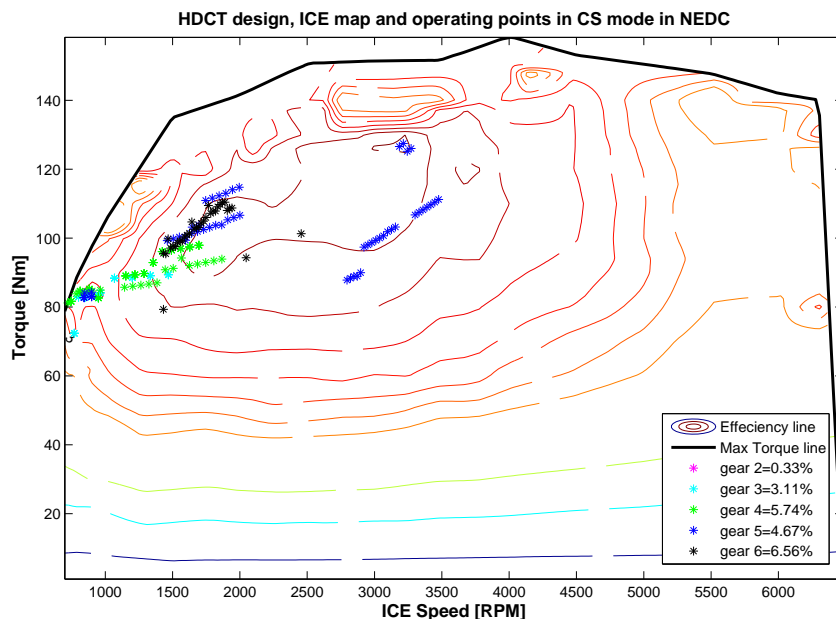 HDCT design, ICE map and operating points in CS mode in NEDC
Torque [Nm]
140
120
100
80
60
40
20
1000 1500 2000 2500 3000 3500 4000 4500 5000 5500 6000
ICE Speed [RPM]
Effeciency line
Max Torque line
gear 2=0.33%
gear 3=3.11%
gear 4=5.74%
gear 5=4.67%
gear 6=6.56%